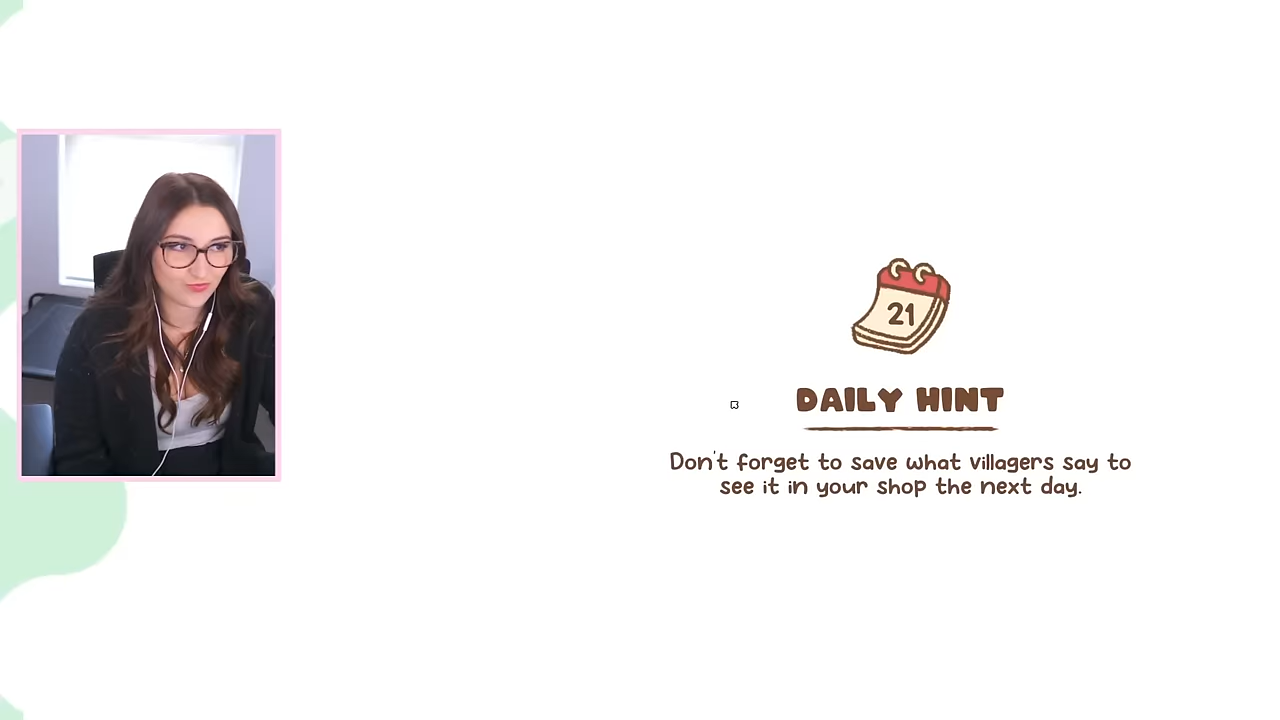 21
DAILY HINT
Don't forget to save what villagers say to
see it in your shop the next day.